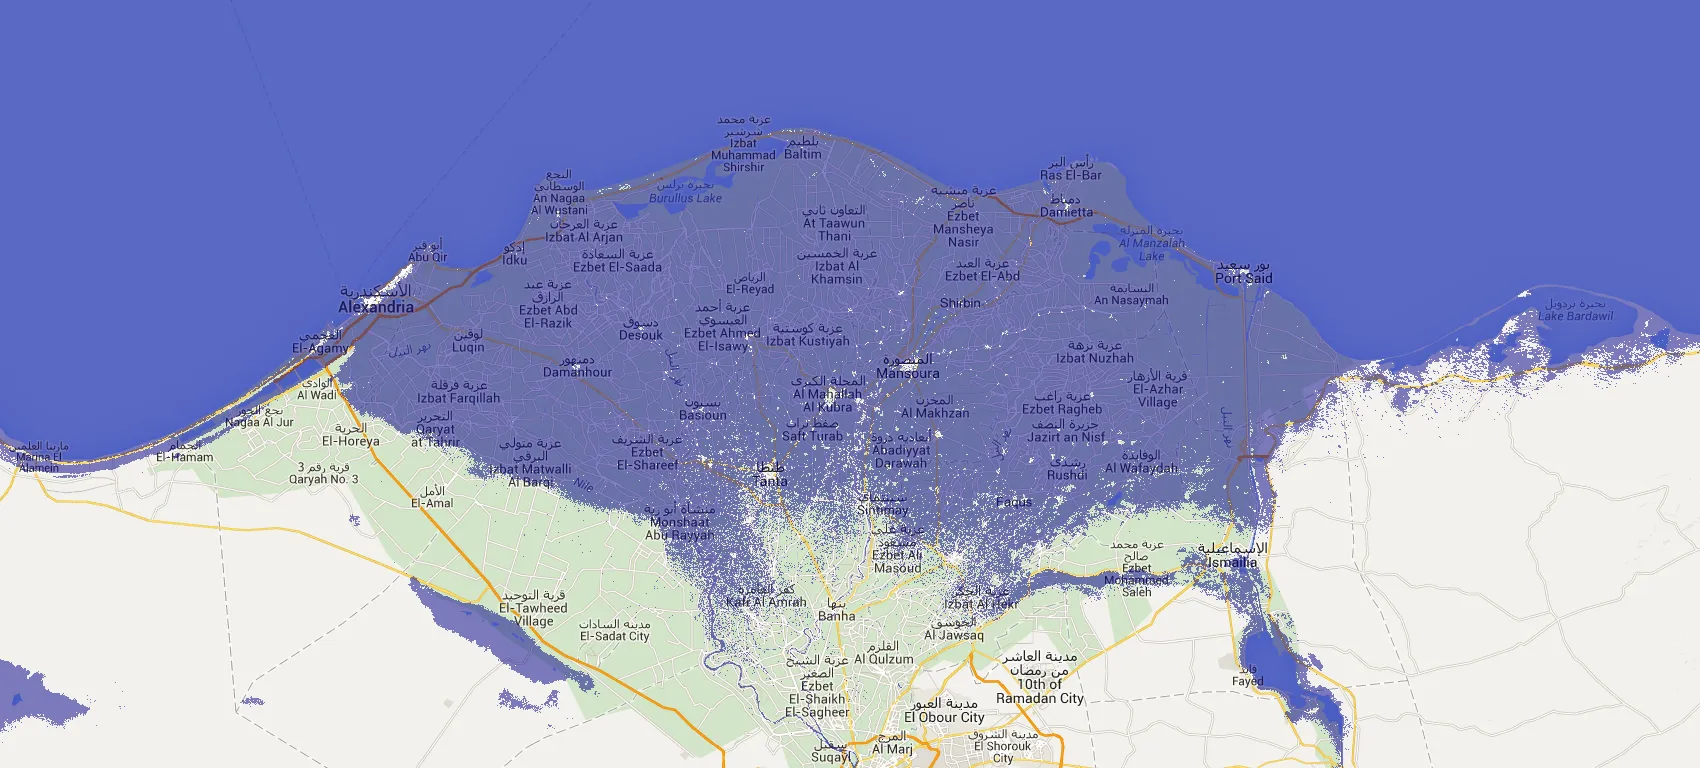 عزبة محمد
شرشير
Izbat
Muhammad
Shirshir
بلطيم
Baltim
رأس البر
Ras El-Bar
النجع
الوسطاني
An Nagaa
Al Wustani
بحيرة برلس
Burullus Lake
عزبة منشية
ناصر
Ezbet
Mansheya
Nasir
دمياط
Damietta
التعاون ثاني
At Taawun
Thani
عزبة العرجان
Izbat Al Arjan
بحيرة المنزله
Al Manzalah
Lake
أبو قير
Abu Qir
إدكو
Idku
عزبة السعادة
Ezbet El-Saada
عزبة الخمسين
Izbat Al
Khamsin
عزبة العبد
Ezbet El-Abd
بور سعيد
Port Said
الإسكندرية
Alexandria
عزبة عبد
الرازق
Ezbet Abd
El-Razik
الرياض
El-Reyad
النسايمة
An Nasaymah
Shirbin
بحيرة بردويل
Lake Bardawil
العجمي
El-Agamy
لوقين
Luqin
دسوق
Desouk
عزبة أحمد
العيسوي
Ezbet Ahmed
El-Isawy
عزبة كوستية
Izbat Kustiyah
نهر النيل
عزبة نزهة
Izbat Nuzhah
دمنهور
Damanhour
المنصورة
Mansoura
الوادى
Al Wadi
عزبة فرقلة
Izbat Farqillah
بسيون
Basioun
المحلة الكبرى
Al Mahallah
Al Kubra
المخزن
Al Makhzan
عزبة راغب
Ezbet Ragheb
قرية الأزهار
El-Azhar
Village
نجع الجور
Nagaa Al Jur
الحرية
El-Horeya
التحرير
Qaryat
at Tahrir
صفط تراب
Saft Turab
جزيرة النصف
Jazirt an Nisf
مارينا العلمين
Marina El
Alamein
الحمام
El-Hamam
عزبة متولي
البرقي
Izbat Matwalli
Al Barqi
عزبة الشريف
Ezbet
El-Shareef
أبعادية دروة
Abadiyyat
Darawah
رشدي
Rushdi
الوفايدة
Al Wafaydah
قرية رقم 3
Qaryah No. 3
طنطا
Tanta
Nile
الأمل
El-Amal
منشأة أبو رية
Monshaat
Abu Rayyah
Sintimay
Faqus
عزبة علي
مسعود
Ezbet Ali
Masoud
عزبة محمد
صالح
Ezbet
Mohammed
Saleh
الإسماعيلية
Ismailia
قرية التوحيد
El-Tawheed
Village
كفر العامرة
Kafr Al Amrah
بنها
Banha
Izbat Al Hekr
مدينة السادات
El-Sadat City
الجوسق
Al Jawsaq
القلزم
Al Qulzum
عزبة الشيخ
الصغير
Ezbet
El-Shaikh
El-Sagheer
مدينة العاشر
من رمضان
10th of
Ramadan City
فايد
Fayed
مدينة العبور
El Obour City
سقيل
Suqayl
المرج
Al Marj
مدينة الشروق
El Shorouk
City